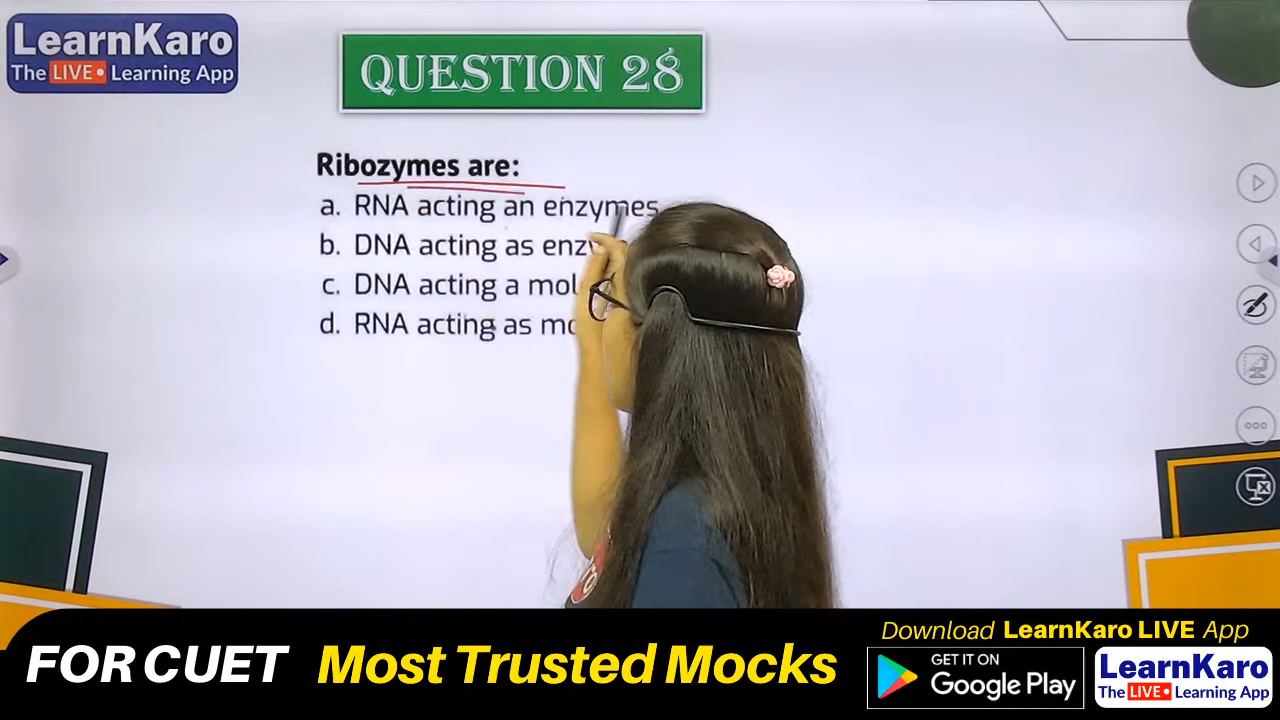 LearnKaro
The LIVE Learning App
QUESTION 28
Ribozymes are:
a. RNA acting an enzymes
b. DNA acting as
c. DNA acting a
d. RNA acting as
FOR CUET Most Trusted Mocks
Download LearnKaro LIVE App
GET IT ON
Google Play
LearnKaro
The LIVE Learning App